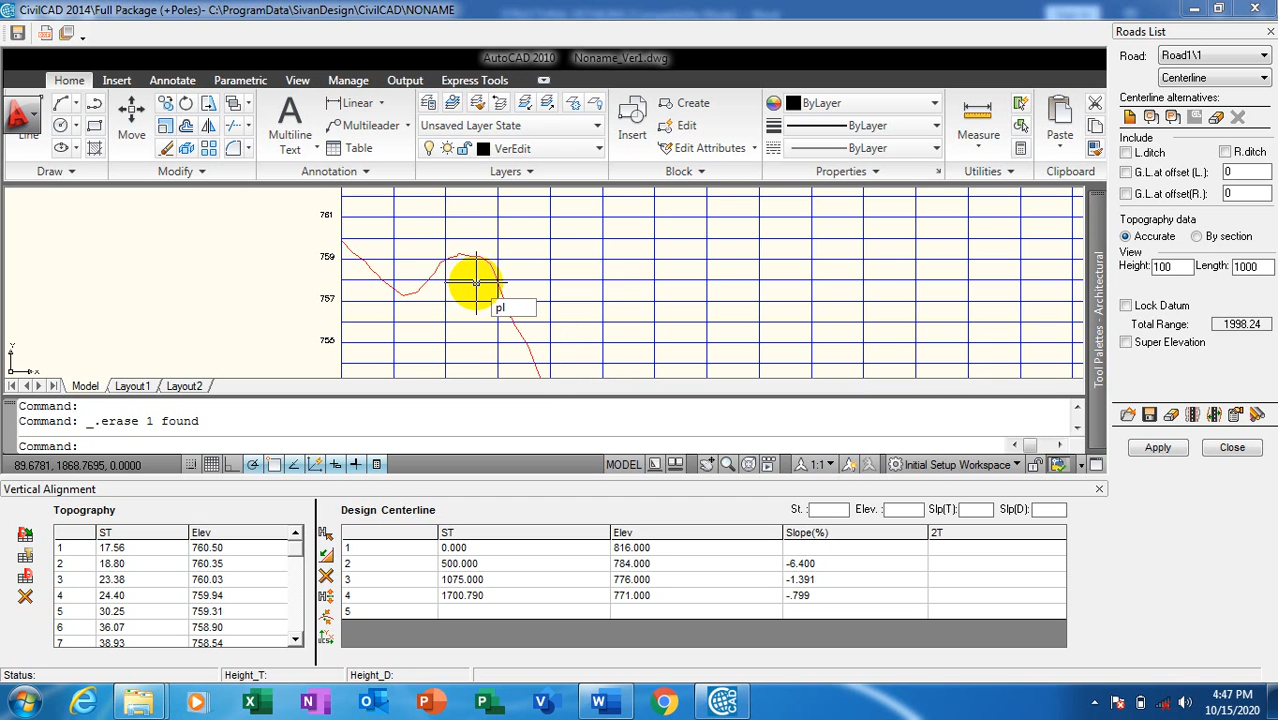 CivilCAD 2014/Full Package (+Poles)- C:\ProgramData\SivanDesign\CivilCAD\NONAME
AutoCAD 2010 Noname_Ver1.dwg
Home Insert Annotate Parametric View Manage Output Express Tools
Line
Move
Multiline
Text
Linear
Multileader
Table
Unsaved Layer State
VerEdit
Insert
Create
Edit
Edit Attributes
ByLayer
ByLayer
ByLayer
Measure
Paste
Draw Modify Annotation Layers Block Properties Utilities Clipboard
761
759
757
755
pl
Y
X
Tool Palettes - Architectural
Model Layout1 Layout2
Command:
Command: _.erase 1 found
Command:
89.6781, 1868.7695, 0.0000
MODEL 1:1 Initial Setup Workspace
Roads List
Road: Road1\1
Centerline
Centerline alternatives:
Include
L.ditch R.ditch
G.L.at offset (L.) 0
G.L.at offset(R.) 0
Topography data
Accurate By section
View
Height: 100 Length: 1000
Lock Datum
Total Range: 1998.24
Super Elevation
Apply Close
Vertical Alignment
Topography
ST Elev
1 17.56 760.50
2 18.80 760.35
3 23.38 760.03
4 24.40 759.94
5 30.25 759.31
6 36.07 758.90
7 38.93 758.54
Design Centerline St. : Elev. : Slp(T): Slp(D):
ST Elev Slope(%) 2T
1 0.000 816.000
2 500.000 784.000 -6.400
3 1075.000 776.000 -1.391
4 1700.790 771.000 -.799
5
Status: Height_T: Height_D:
4:47 PM
10/15/2020